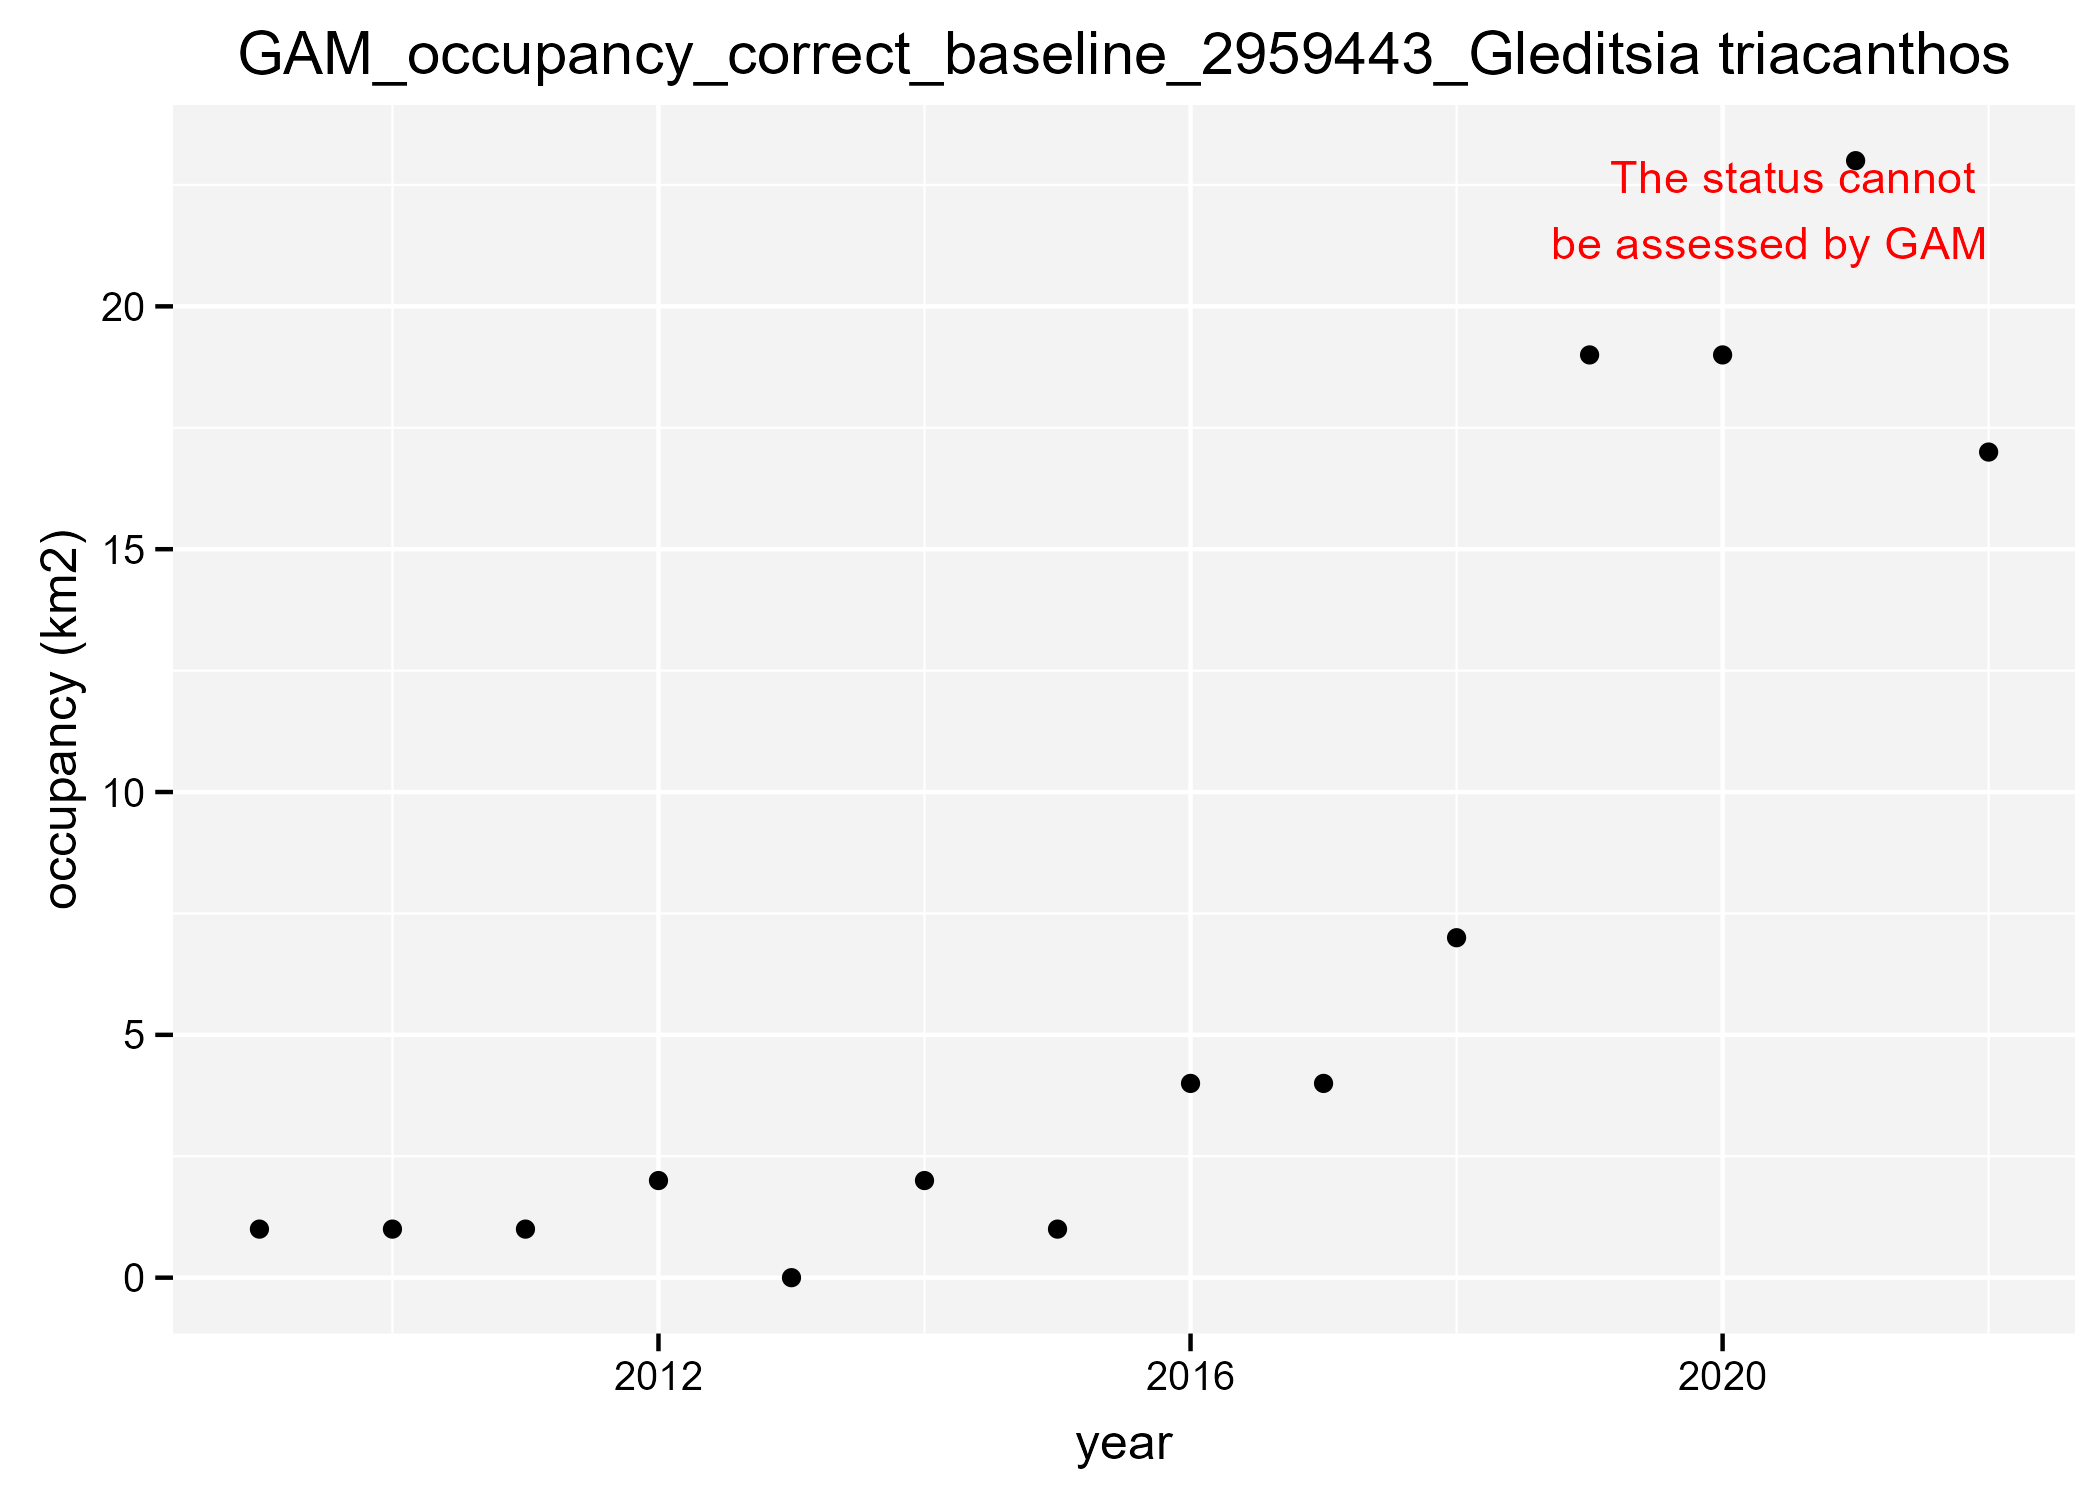 GAM_occupancy_correct_baseline_2959443_Gleditsia triacanthos
The status cannot
be assessed by GAM
20
15
10
5
0
occupancy (km2)
2012 2016 2020
year